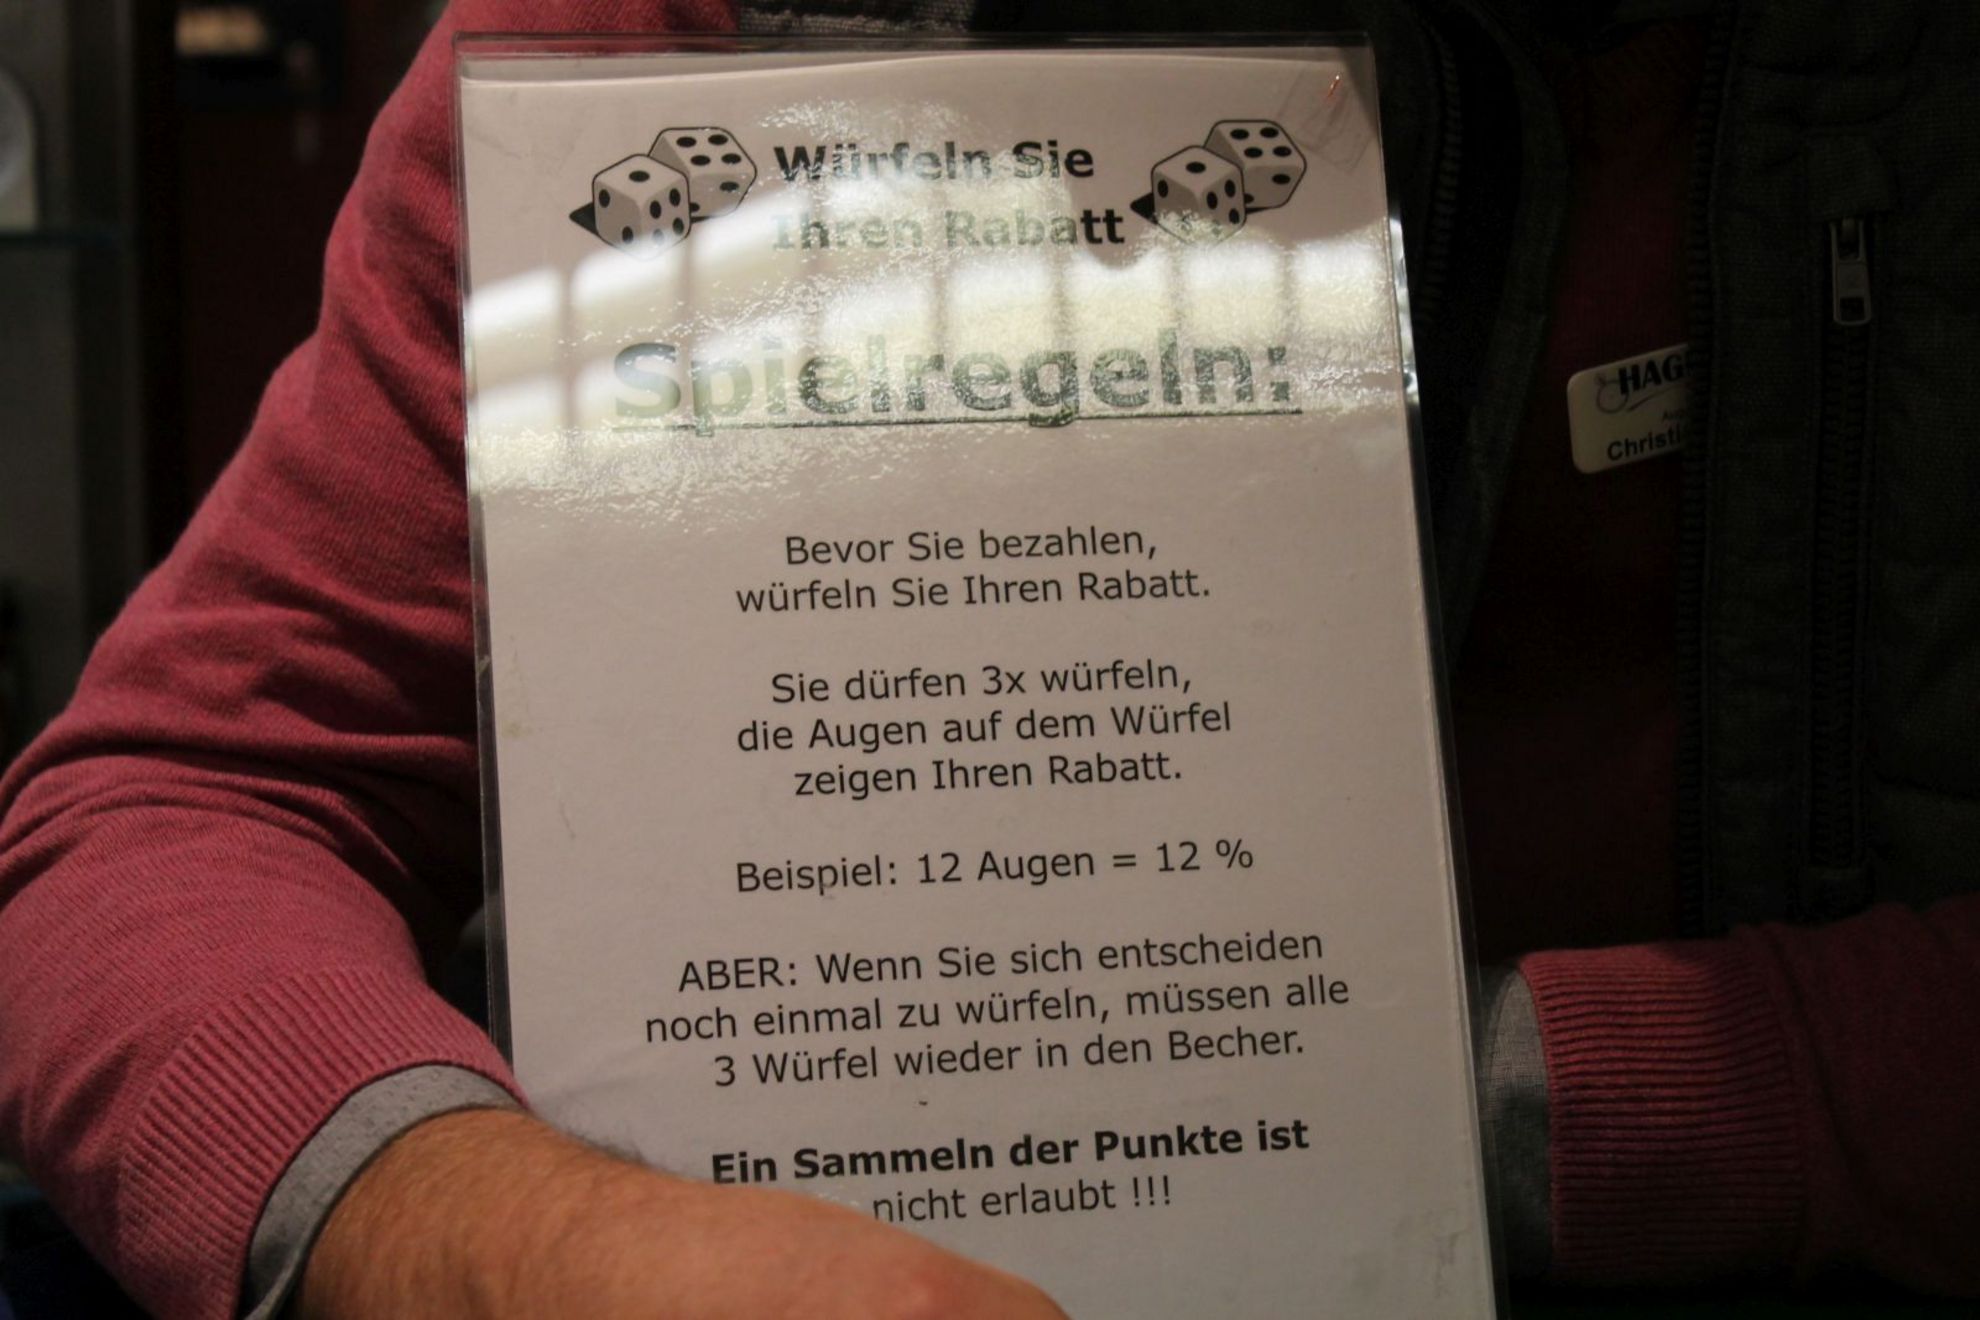 Würfeln Sie
Ihren Rabatt
Spielregeln:
Bevor Sie bezahlen,
würfeln Sie Ihren Rabatt.
Sie dürfen 3x würfeln,
die Augen auf dem Würfel
zeigen Ihren Rabatt.
Beispiel: 12 Augen = 12 %
ABER: Wenn Sie sich entscheiden
noch einmal zu würfeln, müssen alle
3 Würfel wieder in den Becher.
Ein Sammeln der Punkte ist
nicht erlaubt !!!
HAG
Christi